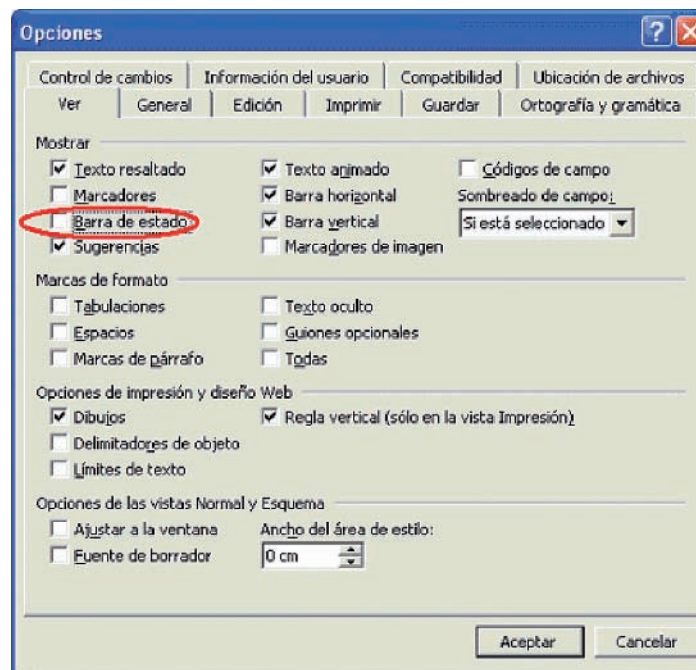 Opciones
Control de cambios Información del usuario Compatibilidad Ubicación de archivos
Ver General Edición Imprimir Guardar Ortografía y gramática
Mostrar
Texto resaltado Texto animado Códigos de campo
Marcadores Barra horizontal Sombreado de campo:
Barra de estado Barra vertical Si está seleccionado
Sugerencias Marcadores de imagen
Marcas de formato
Tabulaciones Texto oculto
Espacios Guiones opcionales
Marcas de párrafo Todas
Opciones de impresión y diseño Web
Dibujos Regla vertical (sólo en la vista Impresión)
Delimitadores de objeto
Límites de texto
Opciones de las vistas Normal y Esquema
Ajustar a la ventana Ancho del área de estilo:
Fuente de borrador 0 cm
Aceptar Cancelar